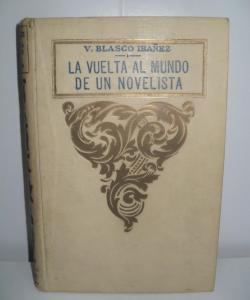 V. BLASCO IBAÑEZ
LA VUELTA AL MUNDO
DE UN NOVELISTA